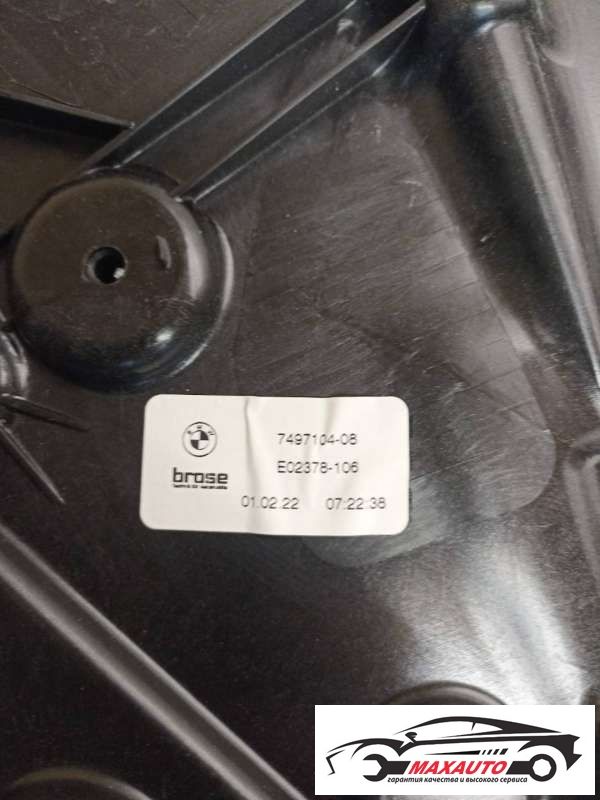 BMW
7497104-08
brose
E02378-106
01.02.22 07:22:38
MAXAUTO
гарантия качества и высокого сервиса